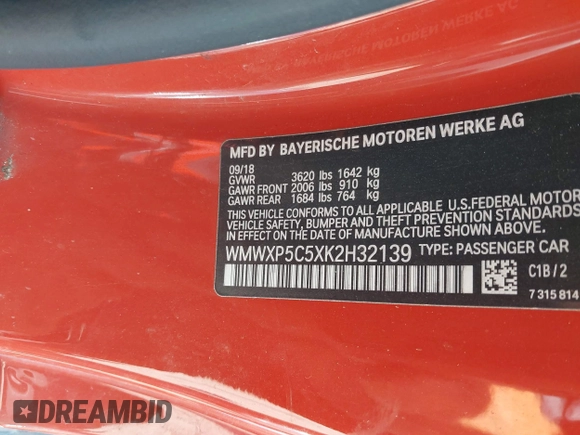 MFD BY BAYERISCHE MOTOREN WERKE AG
09/18
GVWR 3620 lbs 1642 kg
GAWR FRONT 2006 lbs 910 kg
GAWR REAR 1684 lbs 764 kg
THIS VEHICLE CONFORMS TO ALL APPLICABLE U.S.FEDERAL MOTOR
VEHICLE SAFETY, BUMPER AND THEFT PREVENTION
STANDARDS IN EFFECT ON THE DATE OF MANUFACTURE
WMWXP5C5XK2H32139 TYPE: PASSENGER CAR
C1B/2
7 315 814
DREAMBID